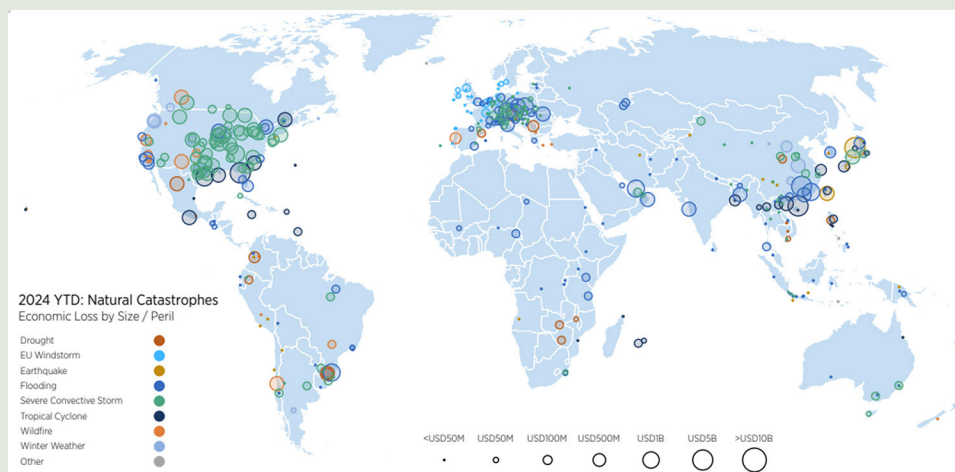 2024 YTD: Natural Catastrophes
Economic Loss by Size / Peril
Drought
EU Windstorm
Earthquake
Flooding
Severe Convective Storm
Tropical Cyclone
Wildfire
Winter Weather
Other
<USD50M USD50M USD100M USD500M USD1B USD5B >USD10B